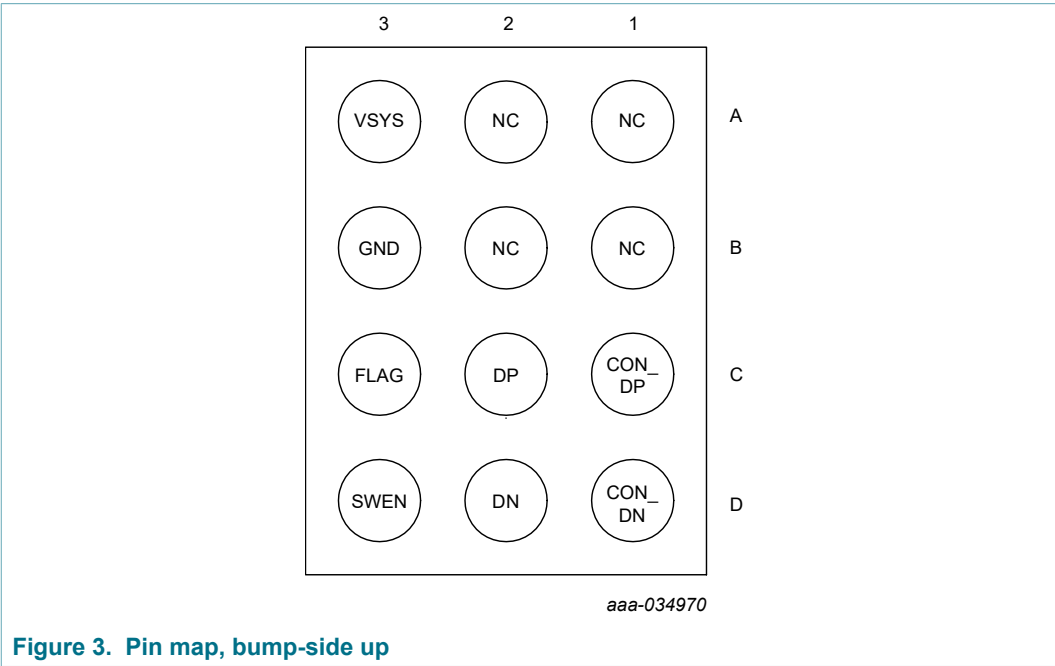 3 2 1
VSYS NC NC A
GND NC NC B
FLAG DP CON_
DP C
SWEN DN CON_
DN D
aaa-034970
Figure 3. Pin map, bump-side up